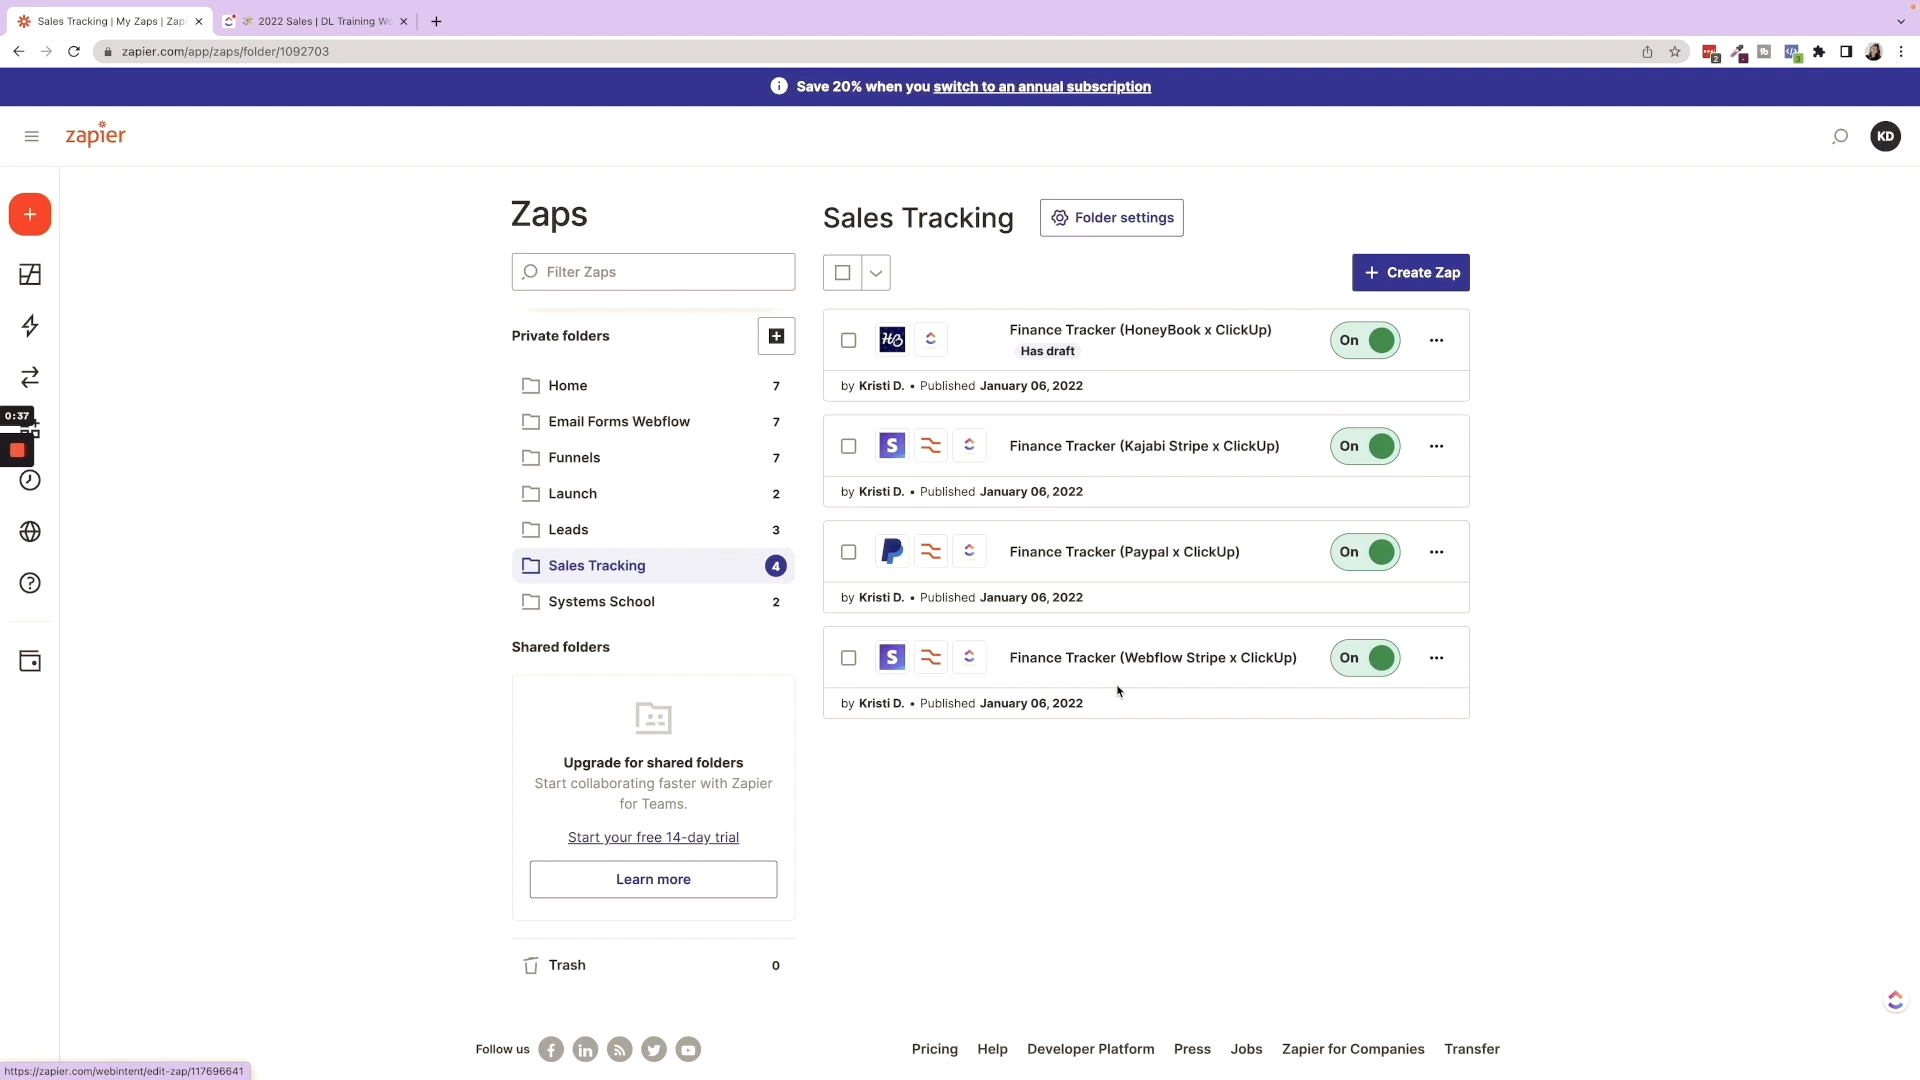 Sales Tracking | My Zaps | Zap
2022 Sales | DL Training Wo
zapier.com/app/zaps/folder/1092703
2
3
Save 20% when you switch to an annual subscription
zapier
KD
Zaps
Sales Tracking
Folder settings
Filter Zaps
Create Zap
Private folders
Home 7
Email Forms Webflow 7
Funnels 7
Launch 2
Leads 3
Sales Tracking 4
Systems School 2
Shared folders
Upgrade for shared folders
Start collaborating faster with Zapier
for Teams.
Start your free 14-day trial
Learn more
Trash 0
0:37
HB
Finance Tracker (HoneyBook x ClickUp)
Has draft
On
by Kristi D. • Published January 06, 2022
S
Finance Tracker (Kajabi Stripe x ClickUp)
On
by Kristi D. • Published January 06, 2022
Finance Tracker (Paypal x ClickUp)
On
by Kristi D. • Published January 06, 2022
S
Finance Tracker (Webflow Stripe x ClickUp)
On
by Kristi D. • Published January 06, 2022
Follow us
Pricing Help Developer Platform Press Jobs Zapier for Companies Transfer
https://zapier.com/webintent/edit-zap/117696641